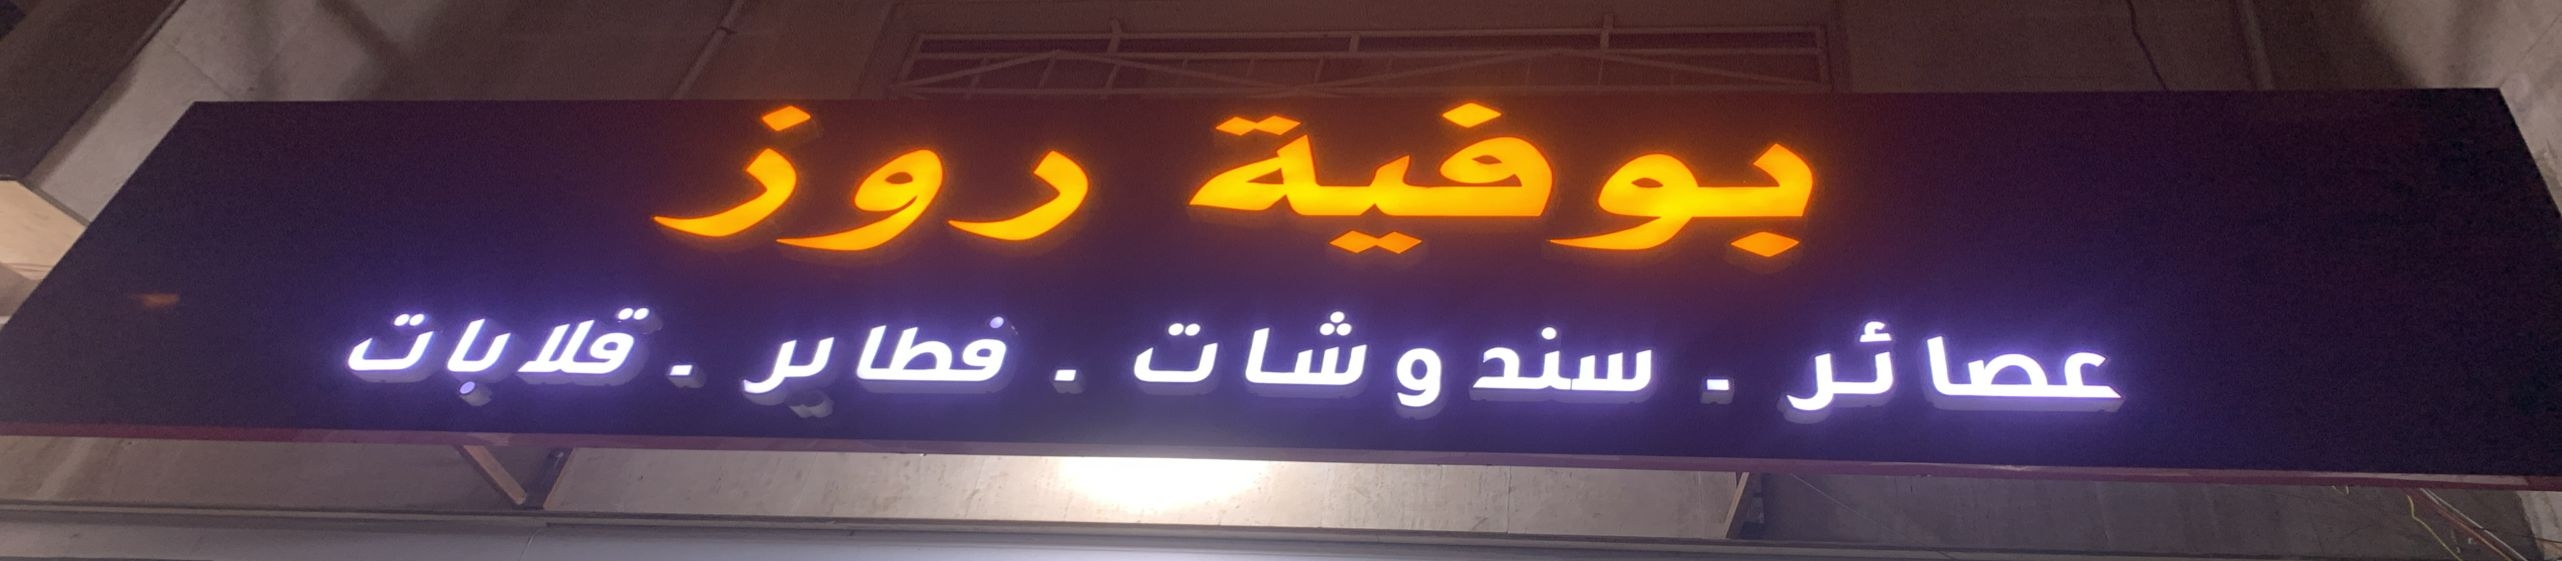 بوفية روز
عصائر . سندوشات . فطاير . قلابات